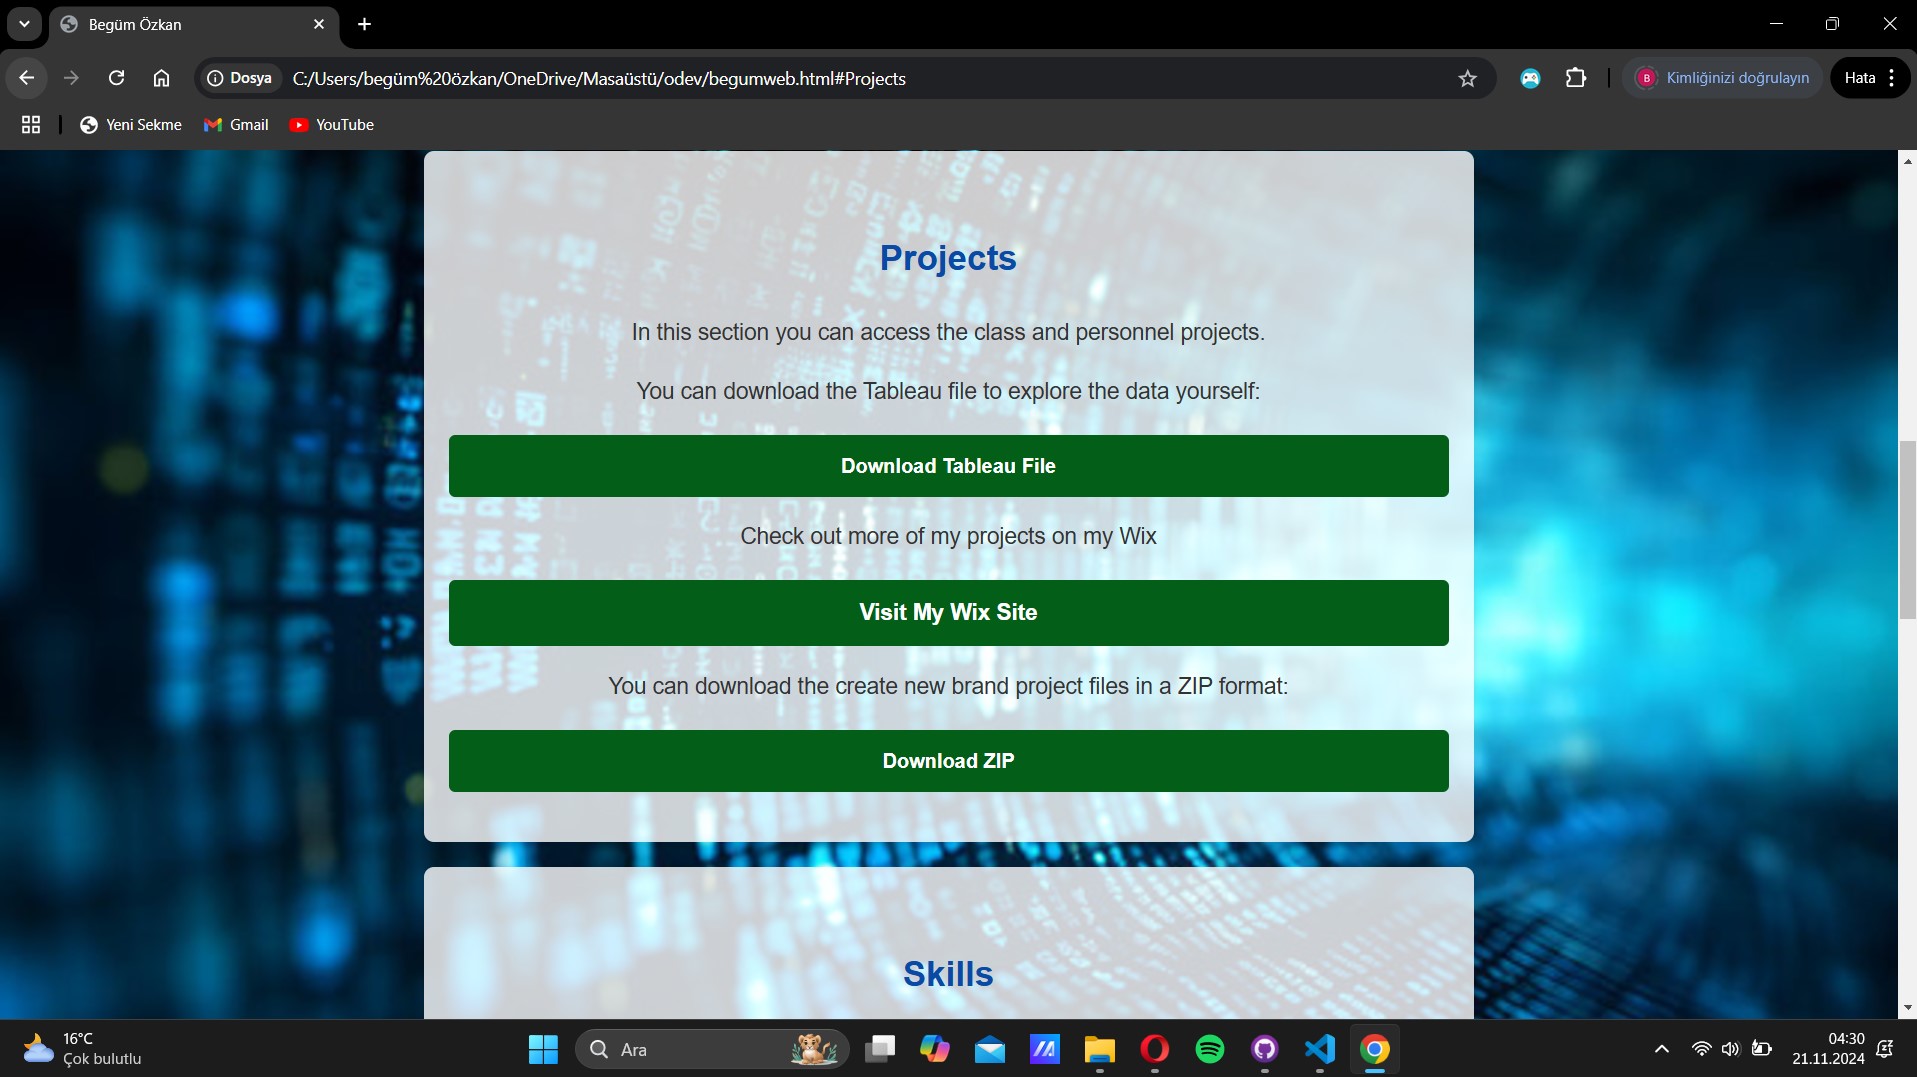 Begüm Özkan
Dosya
C:/Users/begüm%20özkan/OneDrive/Masaüstü/odev/begumweb.html#Projects
B
Kimliğinizi doğrulayın
Hata
Yeni Sekme
Gmail
YouTube
Projects
In this section you can access the class and personnel projects.
You can download the Tableau file to explore the data yourself:
Download Tableau File
Check out more of my projects on my Wix
Visit My Wix Site
You can download the create new brand project files in a ZIP format:
Download ZIP
Skills
16°C
Çok bulutlu
Ara
04:30
21.11.2024